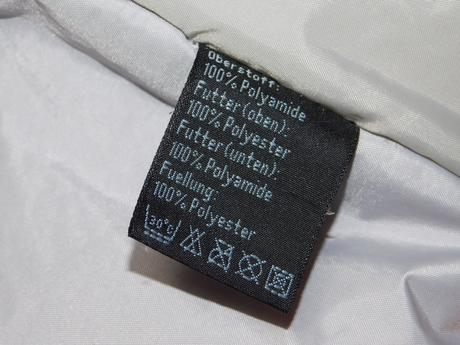 Oberstoff:
100% Polyamide
Futter(oben):
100% Polyester
Futter(unten):
100% Polyamide
Fuellung:
100% Polyester
30°C